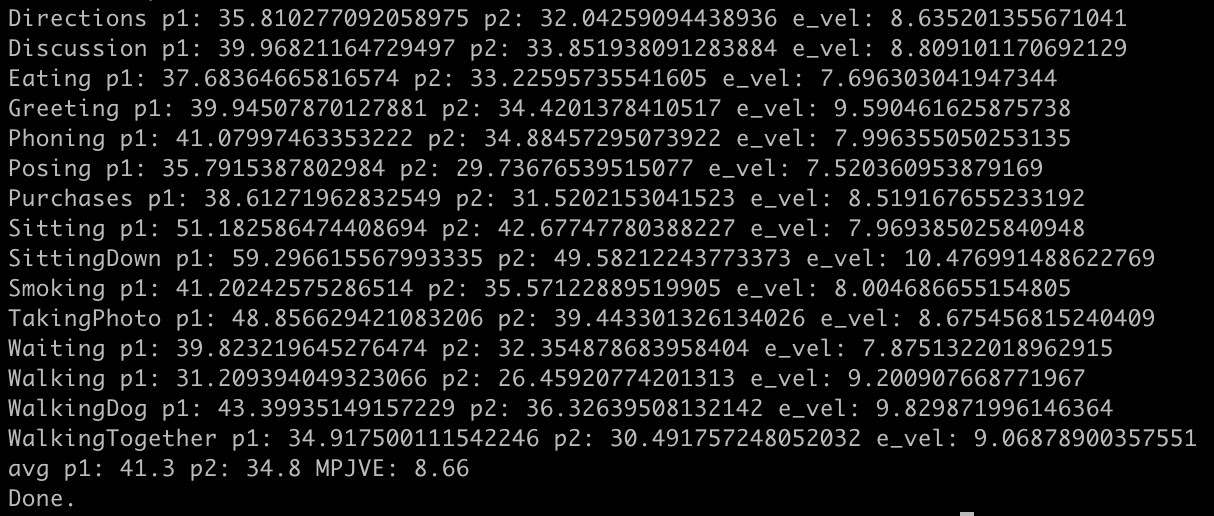 Directions p1: 35.810277092058975 p2: 32.04259094438936 e_vel: 8.635201355671041
Discussion p1: 39.96821164729497 p2: 33.851938091283884 e_vel: 8.809101170692129
Eating p1: 37.68364665816574 p2: 33.22595735541605 e_vel: 7.696303041947344
Greeting p1: 39.94507870127881 p2: 34.4201378410517 e_vel: 9.590461625875738
Phoning p1: 41.07997463353222 p2: 34.88457295073922 e_vel: 7.996355050253135
Posing p1: 35.7915387802984 p2: 29.73676539515077 e_vel: 7.520360953879169
Purchases p1: 38.61271962832549 p2: 31.5202153041523 e_vel: 8.519167655233192
Sitting p1: 51.182586474408694 p2: 42.67747780388227 e_vel: 7.969385025840948
SittingDown p1: 59.296615567993335 p2: 49.58212243773373 e_vel: 10.476991488622769
Smoking p1: 41.20242575286514 p2: 35.57122889519905 e_vel: 8.004686655154805
TakingPhoto p1: 48.856629421083206 p2: 39.443301326134026 e_vel: 8.675456815240409
Waiting p1: 39.823219645276474 p2: 32.354878683958404 e_vel: 7.8751322018962915
Walking p1: 31.209394049323066 p2: 26.45920774201313 e_vel: 9.200907668771967
WalkingDog p1: 43.39935149157229 p2: 36.32639508132142 e_vel: 9.829871996146364
WalkingTogether p1: 34.917500111542246 p2: 30.491757248052032 e_vel: 9.06878900357551
avg p1: 41.3 p2: 34.8 MPJVE: 8.66
Done.